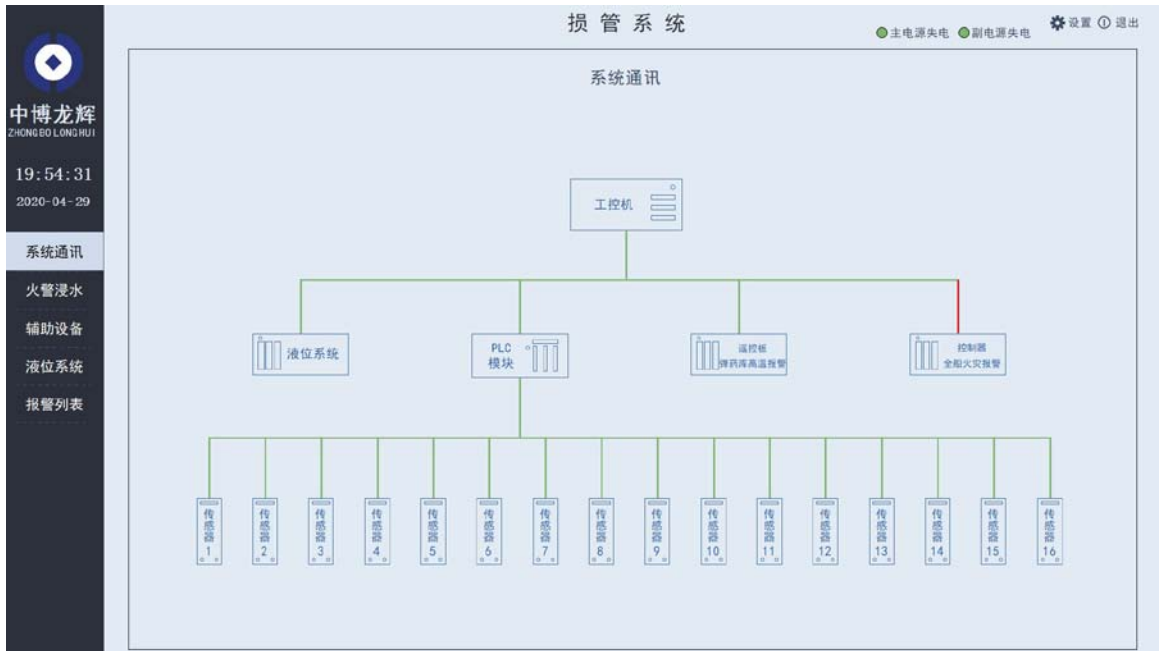 损管系统
主电源失电 副电源失电 设置 退出
中博龙辉
ZHONGBO LONGHUI
19:54:31
2020-04-29
系统通讯
火警浸水
辅助设备
液位系统
报警列表
系统通讯
工控机
液位系统
PLC
模块
遥控板
弹药库高温报警
控制器
全船火灾报警
传感器1
传感器2
传感器3
传感器4
传感器5
传感器6
传感器7
传感器8
传感器9
传感器10
传感器11
传感器12
传感器13
传感器14
传感器15
传感器16